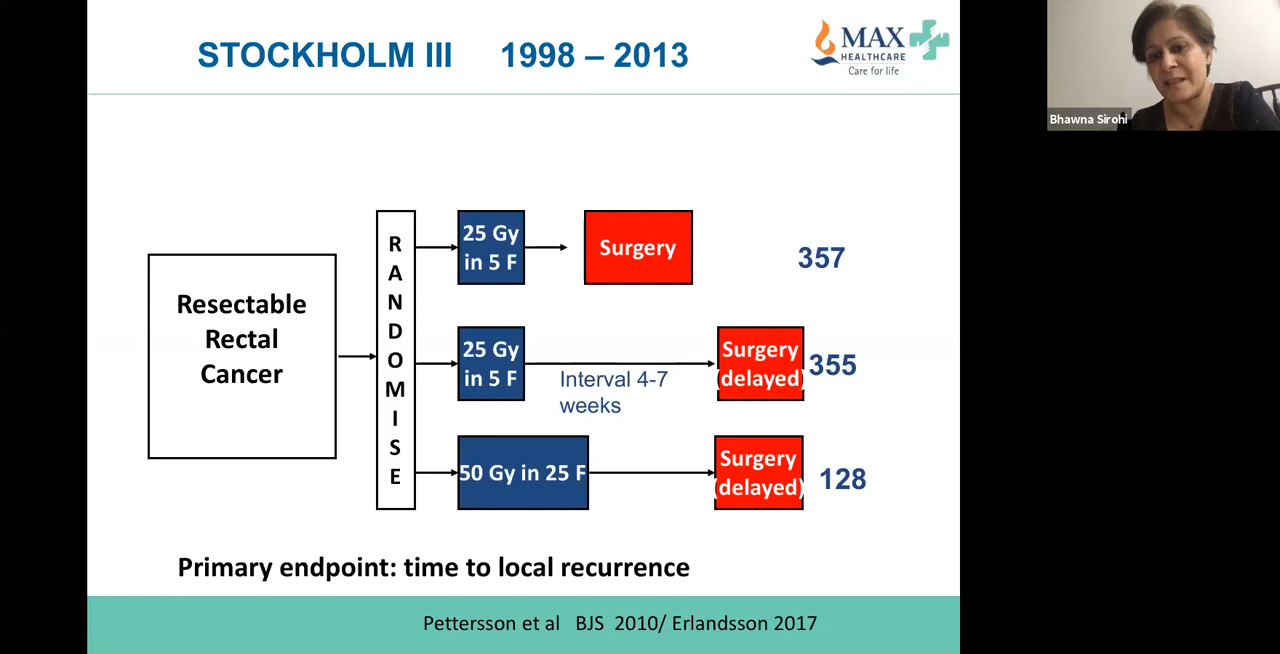 STOCKHOLM III 1998 – 2013
MAX
HEALTHCARE
Care for life
Bhawna Sirohi
Resectable
Rectal
Cancer
R
A
N
D
O
M
I
S
E
25 Gy
in 5 F
Surgery
357
25 Gy
in 5 F
Interval 4-7
weeks
Surgery
(delayed)
355
50 Gy in 25 F
Surgery
(delayed)
128
Primary endpoint: time to local recurrence
Pettersson et al BJS 2010/ Erlandsson 2017